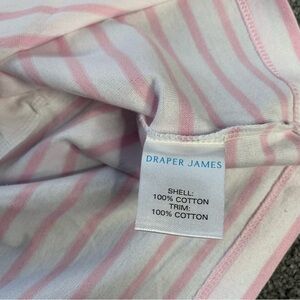 DRAPER JAMES
SHELL:
100% COTTON
TRIM:
100% COTTON